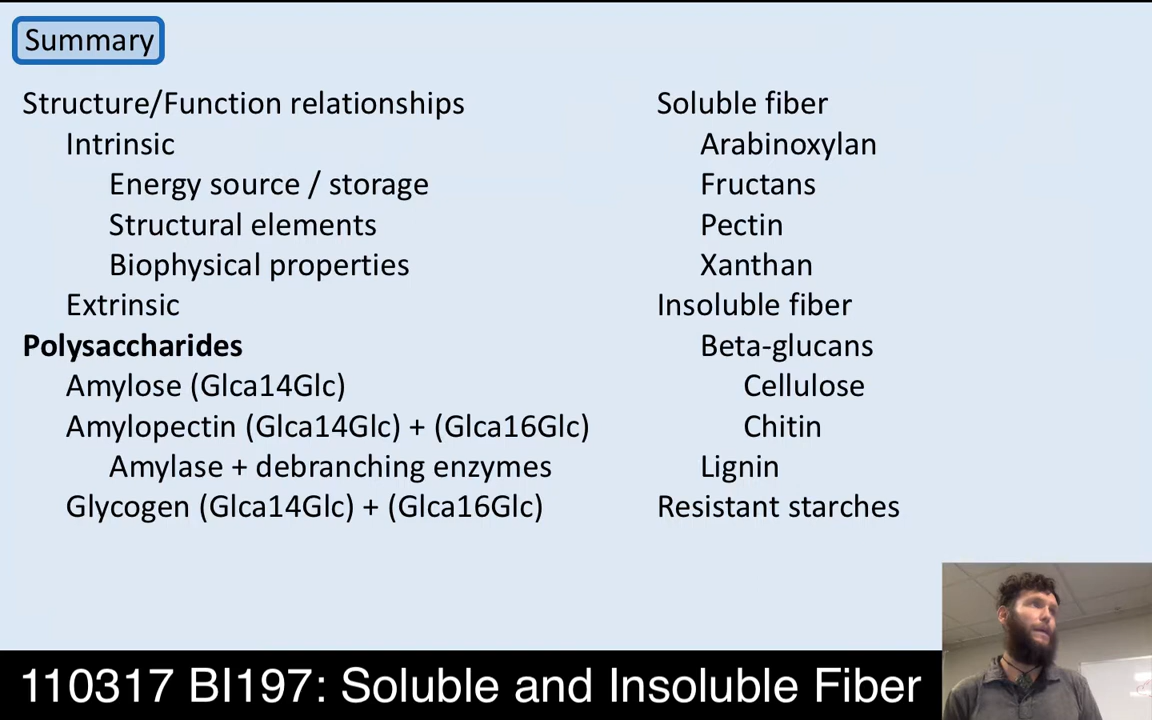 Summary
Structure/Function relationships
Intrinsic
Energy source / storage
Structural elements
Biophysical properties
Extrinsic
Polysaccharides
Amylose (Glca14Glc)
Amylopectin (Glca14Glc) + (Glca16Glc)
Amylase + debranching enzymes
Glycogen (Glca14Glc) + (Glca16Glc)
Soluble fiber
Arabinoxylan
Fructans
Pectin
Xanthan
Insoluble fiber
Beta-glucans
Cellulose
Chitin
Lignin
Resistant starches
110317 BI197: Soluble and Insoluble Fiber